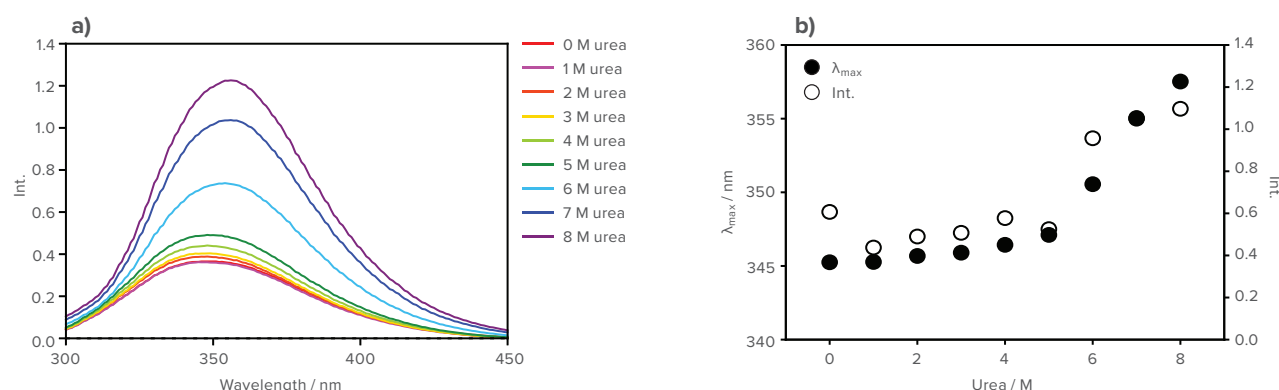 a)
1.4
1.2
1.0
0.8
0.6
0.4
0.2
0.0
Int.
300
350
400
450
Wavelength / nm
0 M urea
1 M urea
2 M urea
3 M urea
4 M urea
5 M urea
6 M urea
7 M urea
8 M urea
b)
360
355
350
345
340
λmax / nm
λmax
Int.
1.4
1.2
1.0
0.8
0.6
0.4
0.2
0.0
Int.
0
2
4
6
8
Urea / M